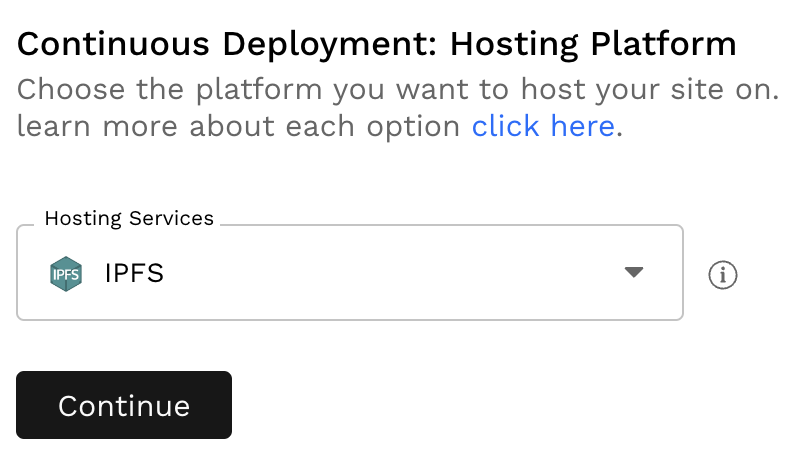 Continuous Deployment: Hosting Platform
Choose the platform you want to host your site on.
learn more about each option click here.
Hosting Services
IPFS IPFS
Continue